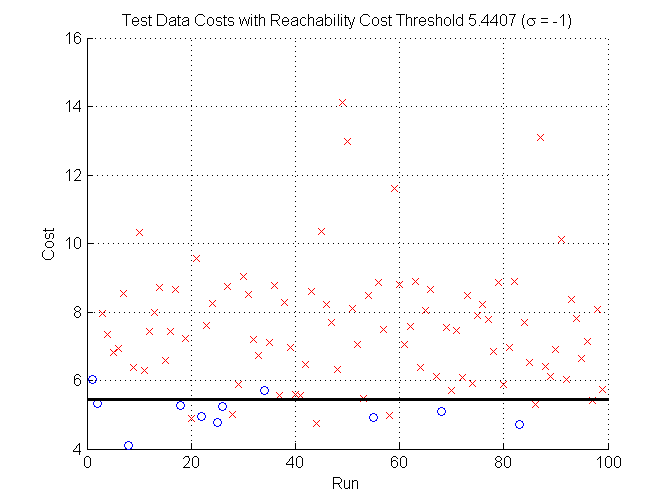 Test Data Costs with Reachability Cost Threshold 5.4407 (σ = -1)
16
14
12
10
8
6
4
Cost
0 20 40 60 80 100
Run